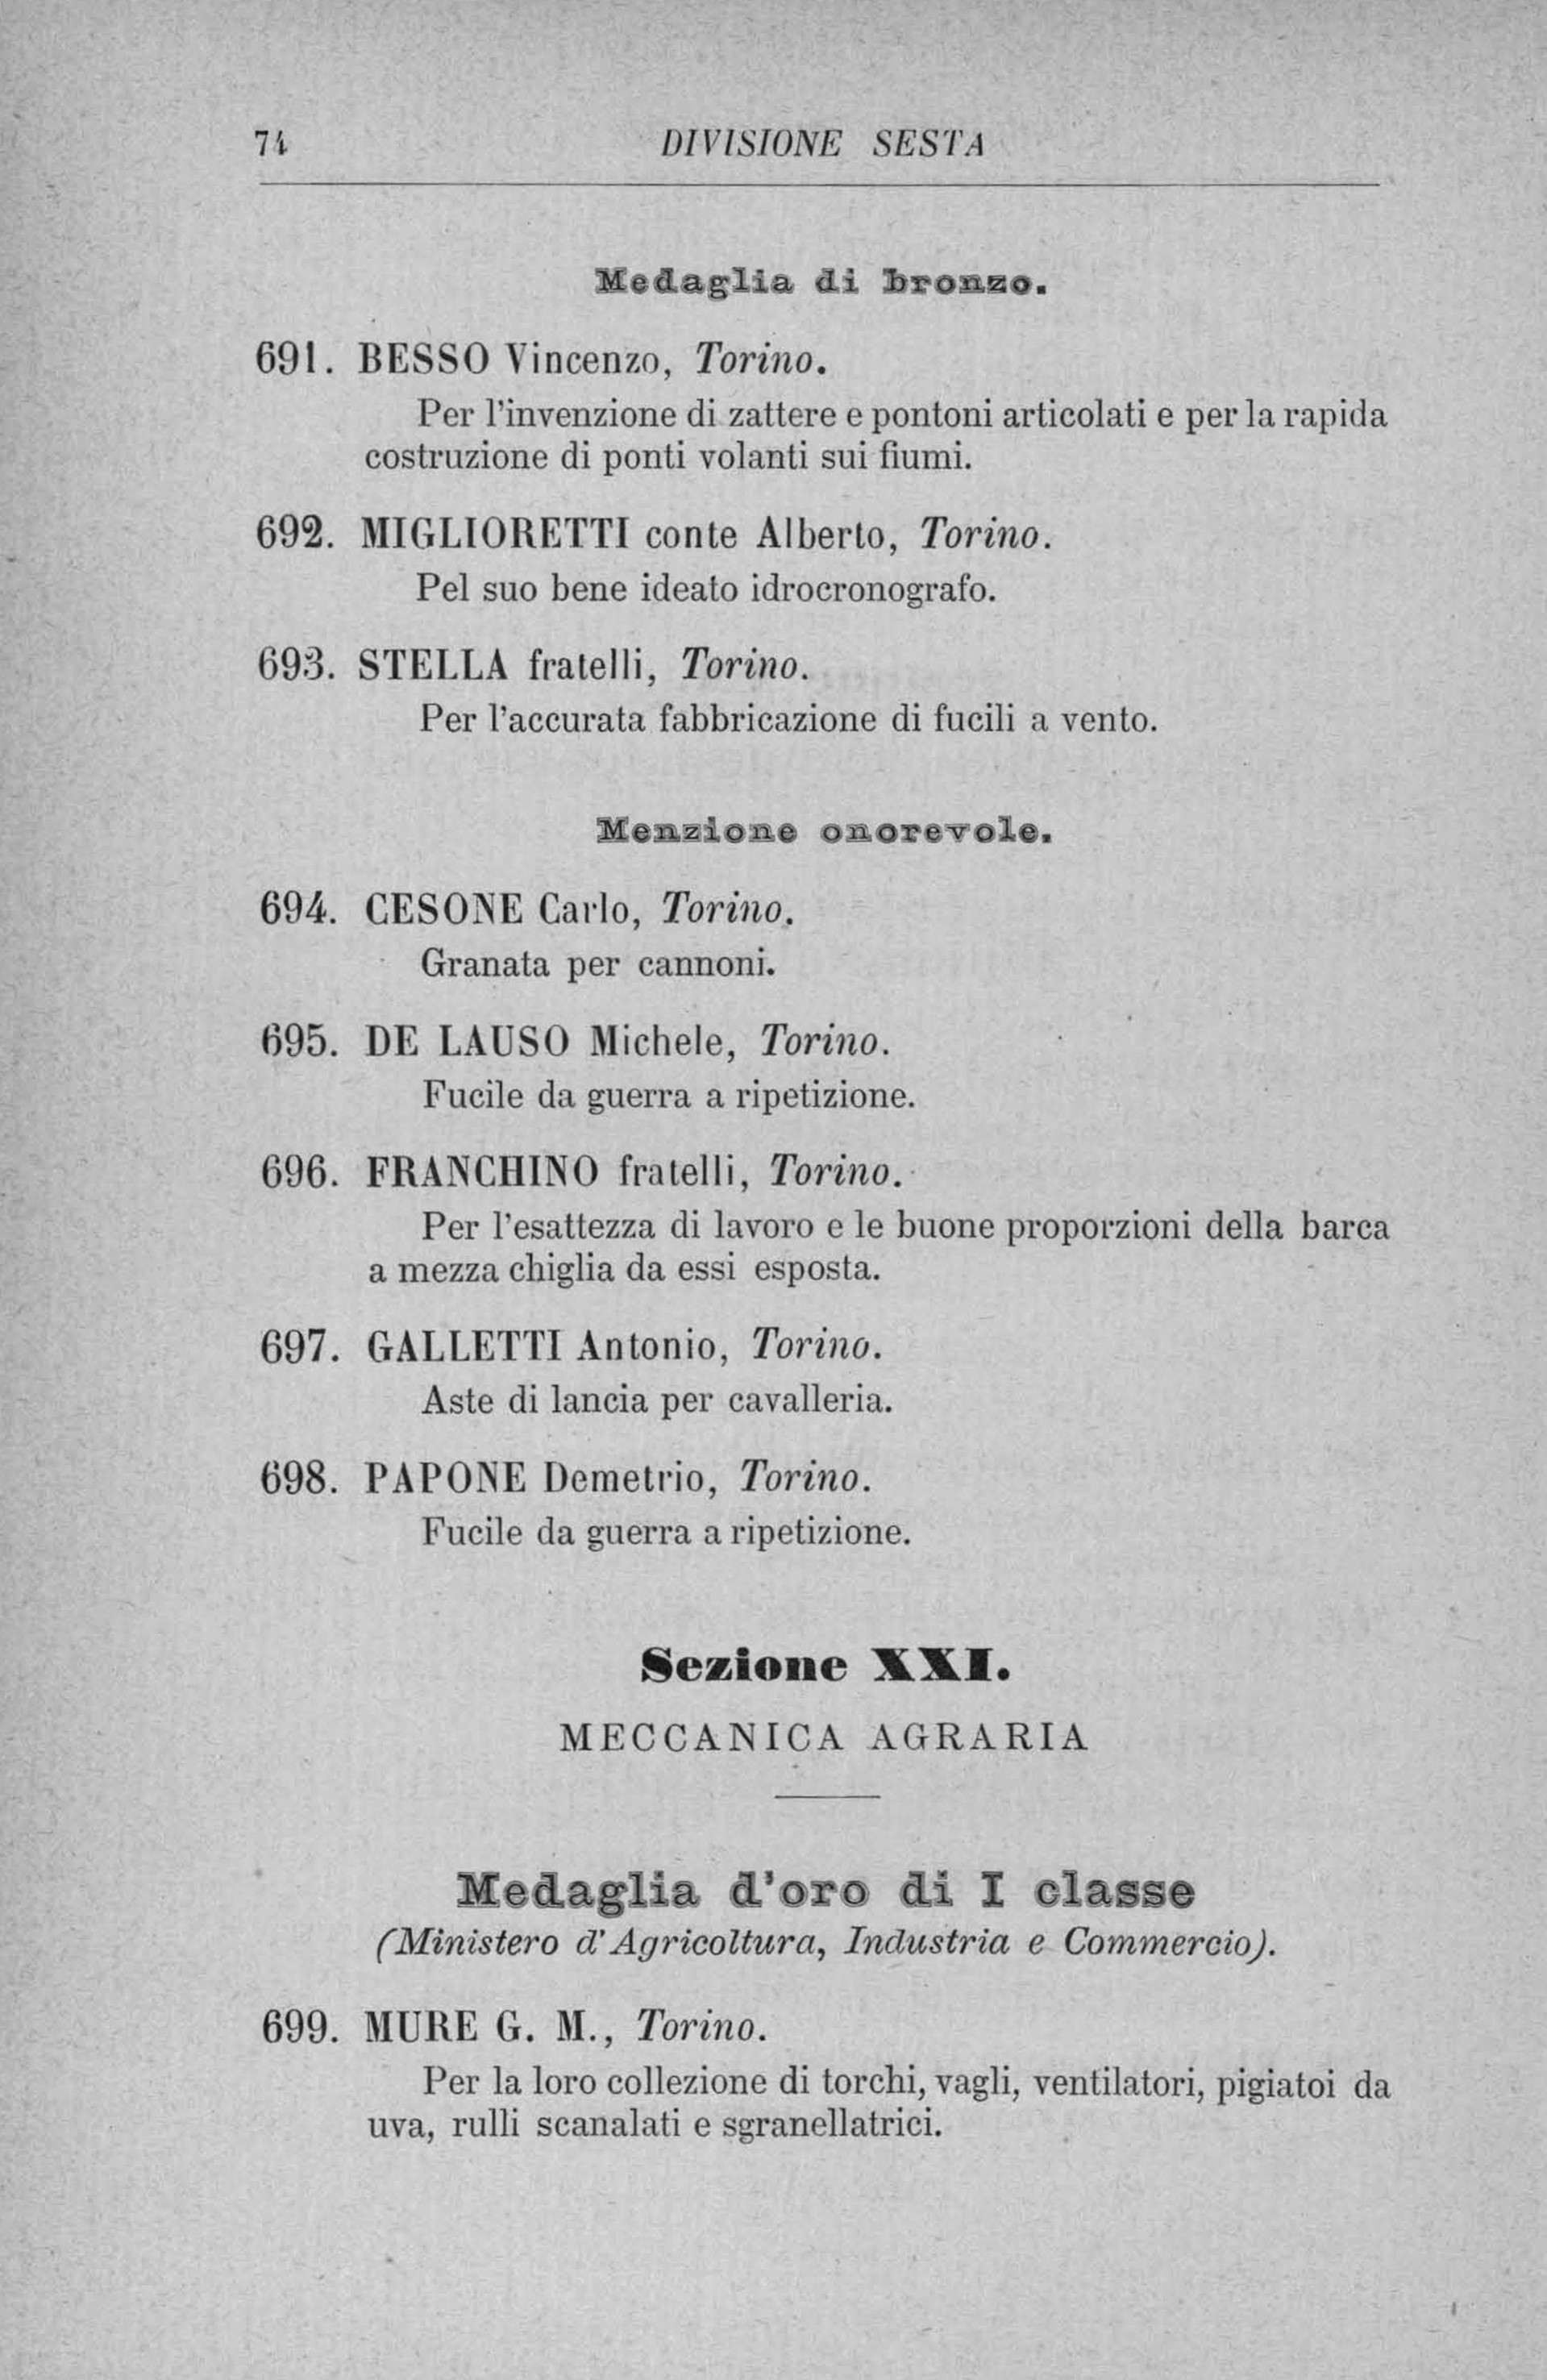 74 DIVISIONE SESTA
Medaglia di bronzo.
691. BESSO Vincenzo, Torino.
Per l'invenzione di zattere e pontoni articolati e per la rapida
costruzione di ponti volanti sui fiumi.
692. MIGLIORETTI conte Alberto, Torino.
Pel suo bene ideato idrocronografo.
693. STELLA fratelli, Torino.
Per l'accurata fabbricazione di fucili a vento.
Menzione onorevole.
694. CESONE Carlo, Torino.
Granata per cannoni.
695. DE LAUSO Michele, Torino.
Fucile da guerra a ripetizione.
696. FRANCHINO fratelli, Torino.
Per l'esattezza di lavoro e le buone proporzioni della barca
a mezza chiglia da essi esposta.
697. GALLETTI Antonio, Torino.
Aste di lancia per cavalleria.
698. PAPONE Demetrio, Torino.
Fucile da guerra a ripetizione.
Sezione XXI.
MECCANICA AGRARIA
Medaglia d'oro di I classe
(Ministero d'Agricoltura, Industria e Commercio).
699. MURE G. M., Torino.
Per la loro collezione di torchi, vagli, ventilatori, pigiatoi da
uva, rulli scanalati e sgranellatrici.